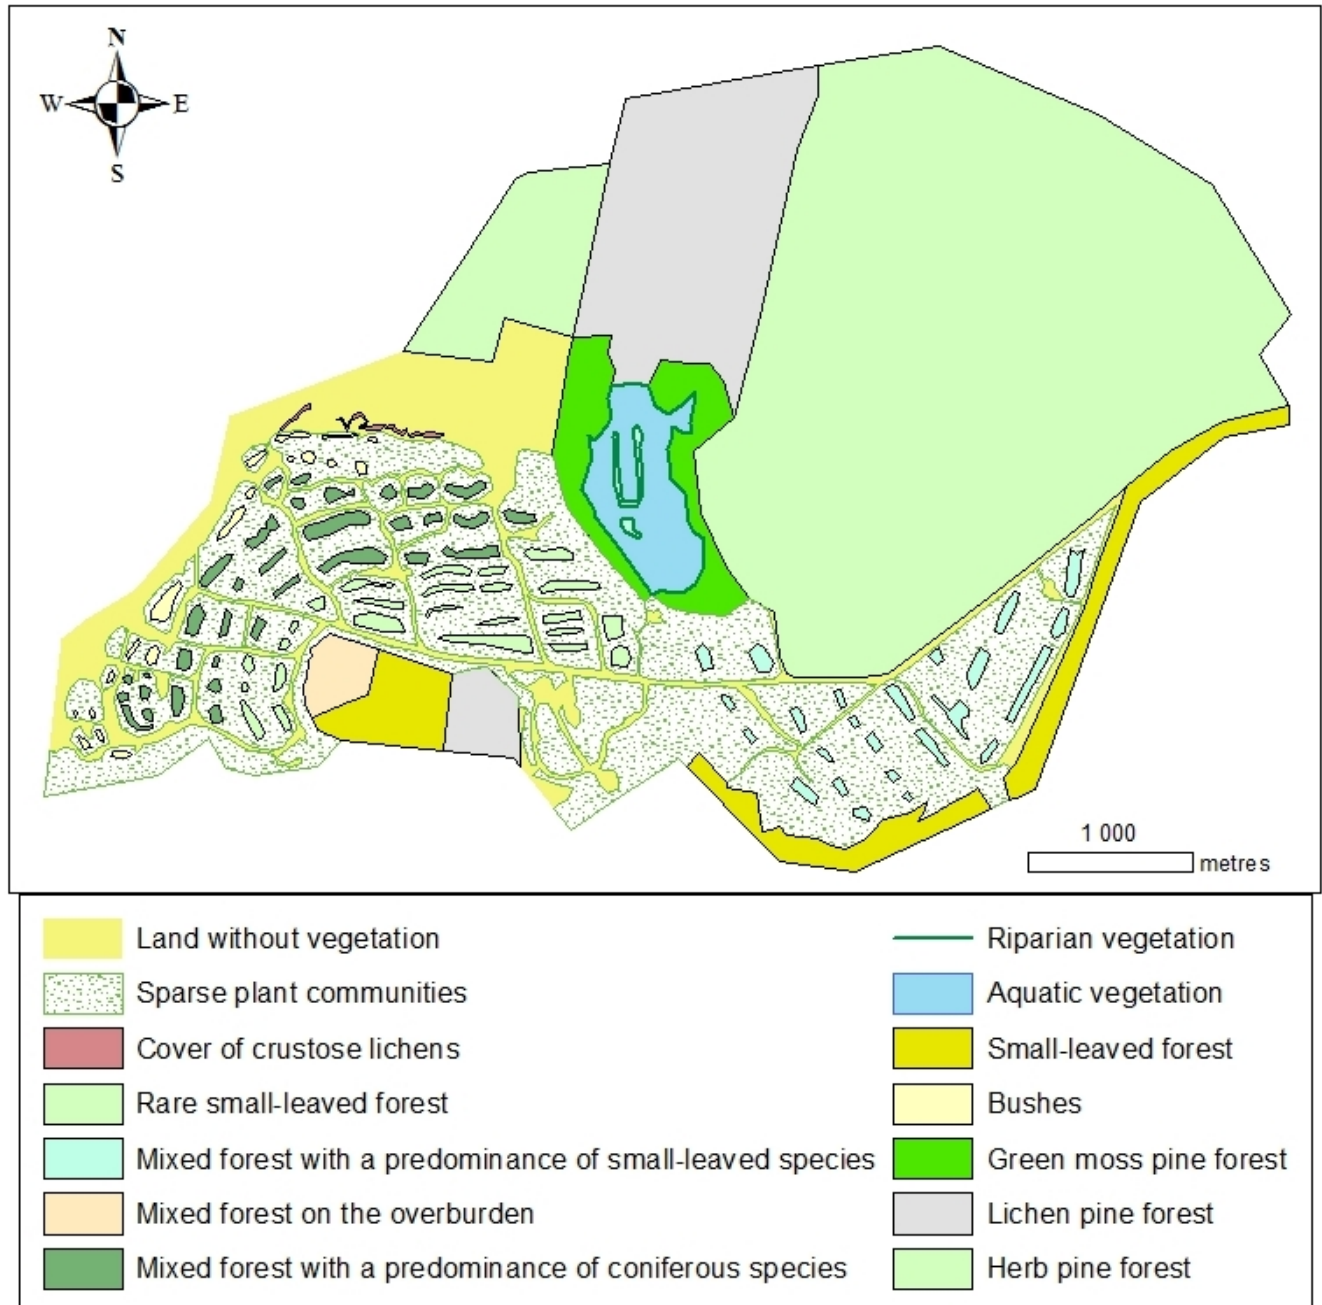 N
W E
S
1 000
metres
Land without vegetation
Sparse plant communities
Cover of crustose lichens
Rare small-leaved forest
Mixed forest with a predominance of small-leaved species
Mixed forest on the overburden
Mixed forest with a predominance of coniferous species
Riparian vegetation
Aquatic vegetation
Small-leaved forest
Bushes
Green moss pine forest
Lichen pine forest
Herb pine forest